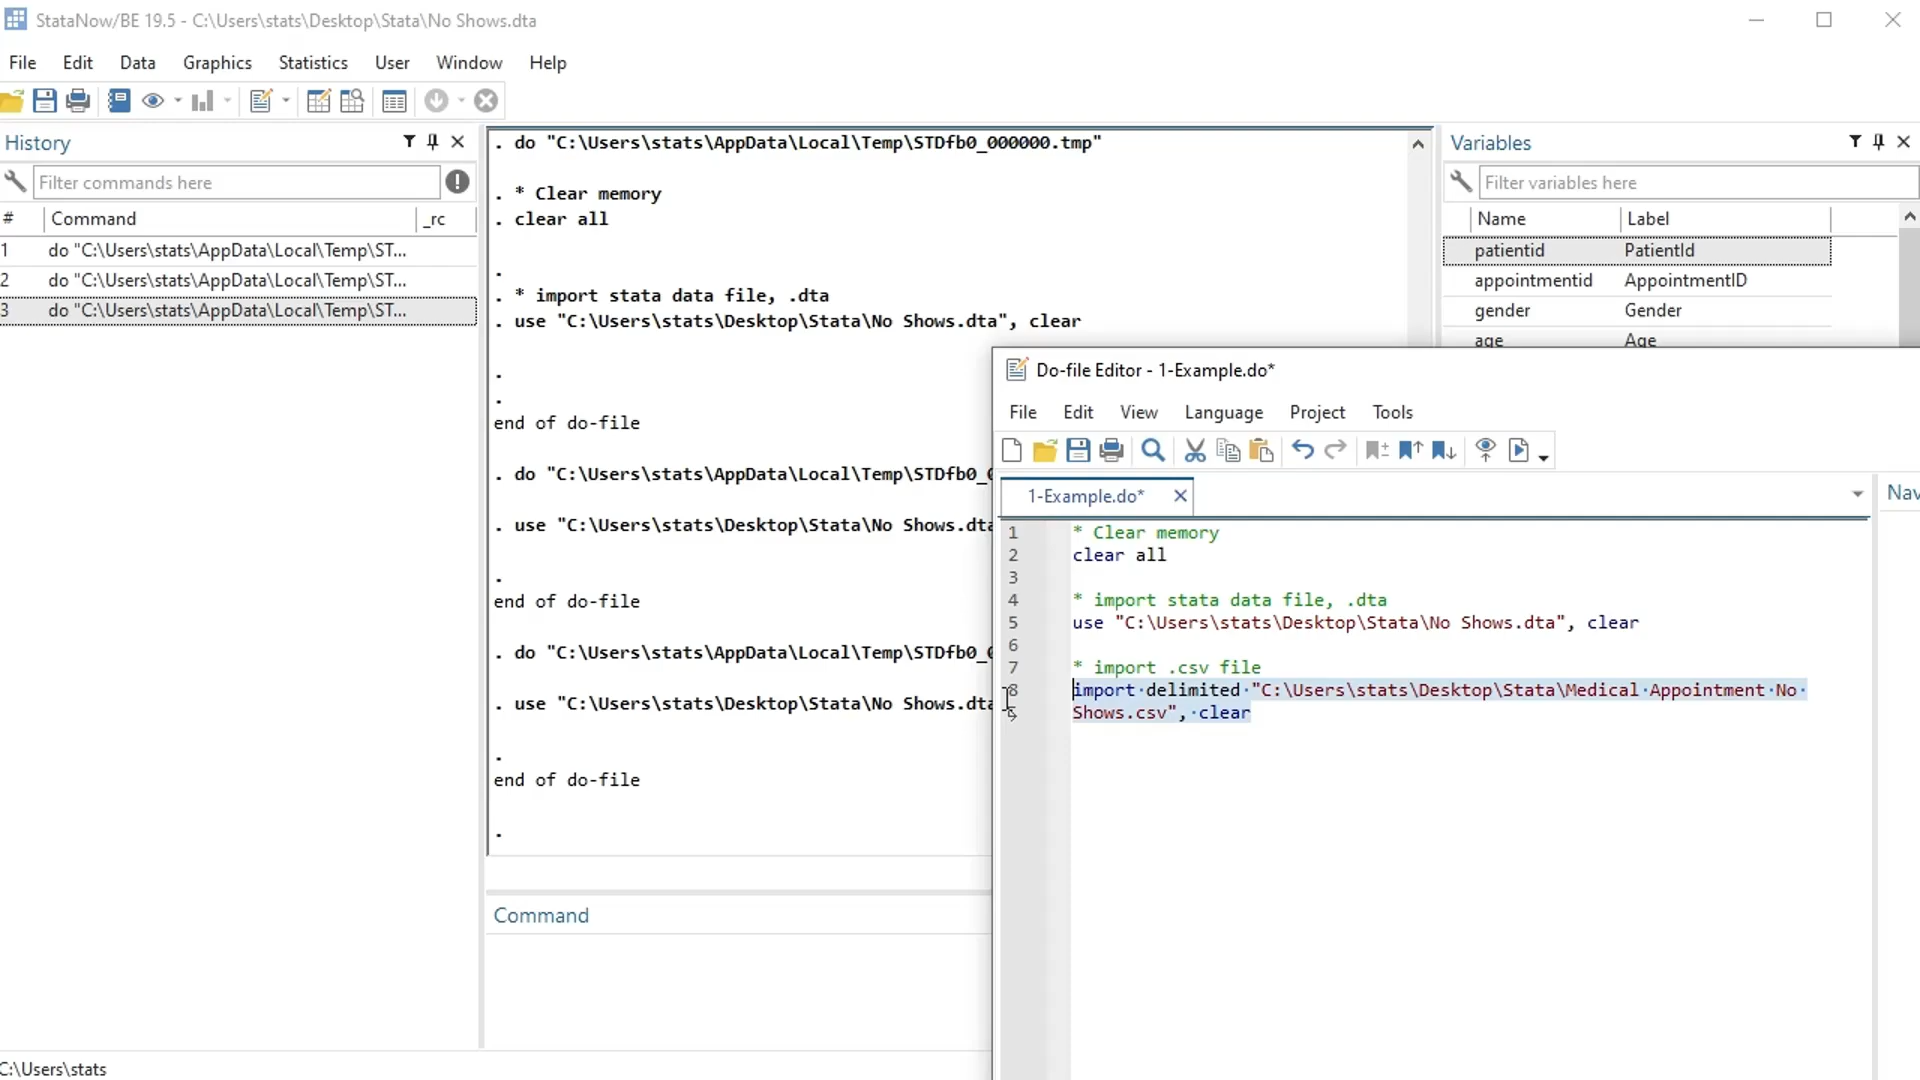 StataNow/BE 19.5 - C:\Users\stats\Desktop\Stata\No Shows.dta
File Edit Data Graphics Statistics User Window Help
History
Filter commands here
# Command _rc
1 do "C:\Users\stats\AppData\Local\Temp\ST...
2 do "C:\Users\stats\AppData\Local\Temp\ST...
3 do "C:\Users\stats\AppData\Local\Temp\ST...
. do "C:\Users\stats\AppData\Local\Temp\STDfb0_000000.tmp"
. * Clear memory
. clear all
.
. * import stata data file, .dta
. use "C:\Users\stats\Desktop\Stata\No Shows.dta", clear
.
.
end of do-file
. do "C:\Users\stats\AppData\Local\Temp\STDfb0_
. use "C:\Users\stats\Desktop\Stata\No Shows.dta
.
end of do-file
. do "C:\Users\stats\AppData\Local\Temp\STDfb0_
. use "C:\Users\stats\Desktop\Stata\No Shows.dta
.
end of do-file
.
Command
C:\Users\stats
Variables
Filter variables here
Name Label
patientid PatientId
appointmentid AppointmentID
gender Gender
age Age
Do-file Editor - 1-Example.do*
File Edit View Language Project Tools
1-Example.do*
Nav
1 * Clear memory
2 clear all
3
4 * import stata data file, .dta
5 use "C:\Users\stats\Desktop\Stata\No Shows.dta", clear
6
7 * import .csv file
8 import delimited "C:\Users\stats\Desktop\Stata\Medical Appointment No
Shows.csv", clear